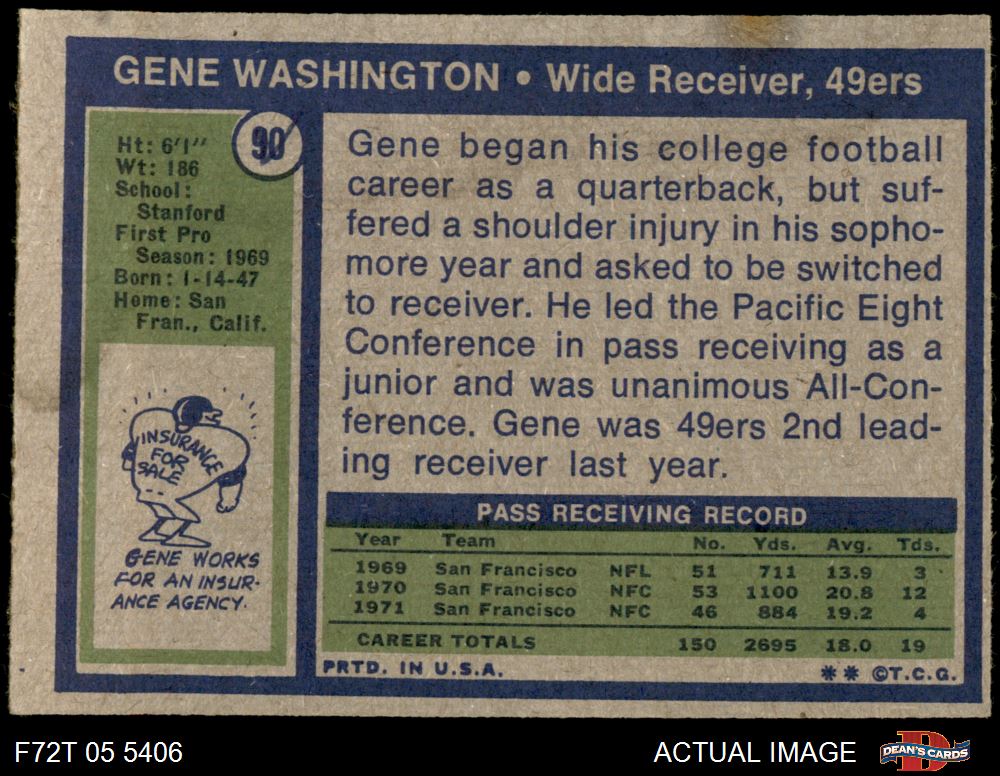 GENE WASHINGTON • Wide Receiver, 49ers
90
Ht: 6'1"
Wt: 186
School:
Stanford
First Pro
Season: 1969
Born: 1-14-47
Home: San
Fran., Calif.
INSURANCE
FOR
SALE
GENE WORKS
FOR AN INSUR-
ANCE AGENCY.
Gene began his college football
career as a quarterback, but suf-
fered a shoulder injury in his sopho-
more year and asked to be switched
to receiver. He led the Pacific Eight
Conference in pass receiving as a
junior and was unanimous All-Con-
ference. Gene was 49ers 2nd lead-
ing receiver last year.
PASS RECEIVING RECORD
Year Team No. Yds. Avg. Tds.
1969 San Francisco NFL 51 711 13.9 3
1970 San Francisco NFC 53 1100 20.8 12
1971 San Francisco NFC 46 884 19.2 4
CAREER TOTALS 150 2695 18.0 19
PRTD. IN U.S.A. ** ©T.C.G.
F72T 05 5406 ACTUAL IMAGE DEAN'S CARDS